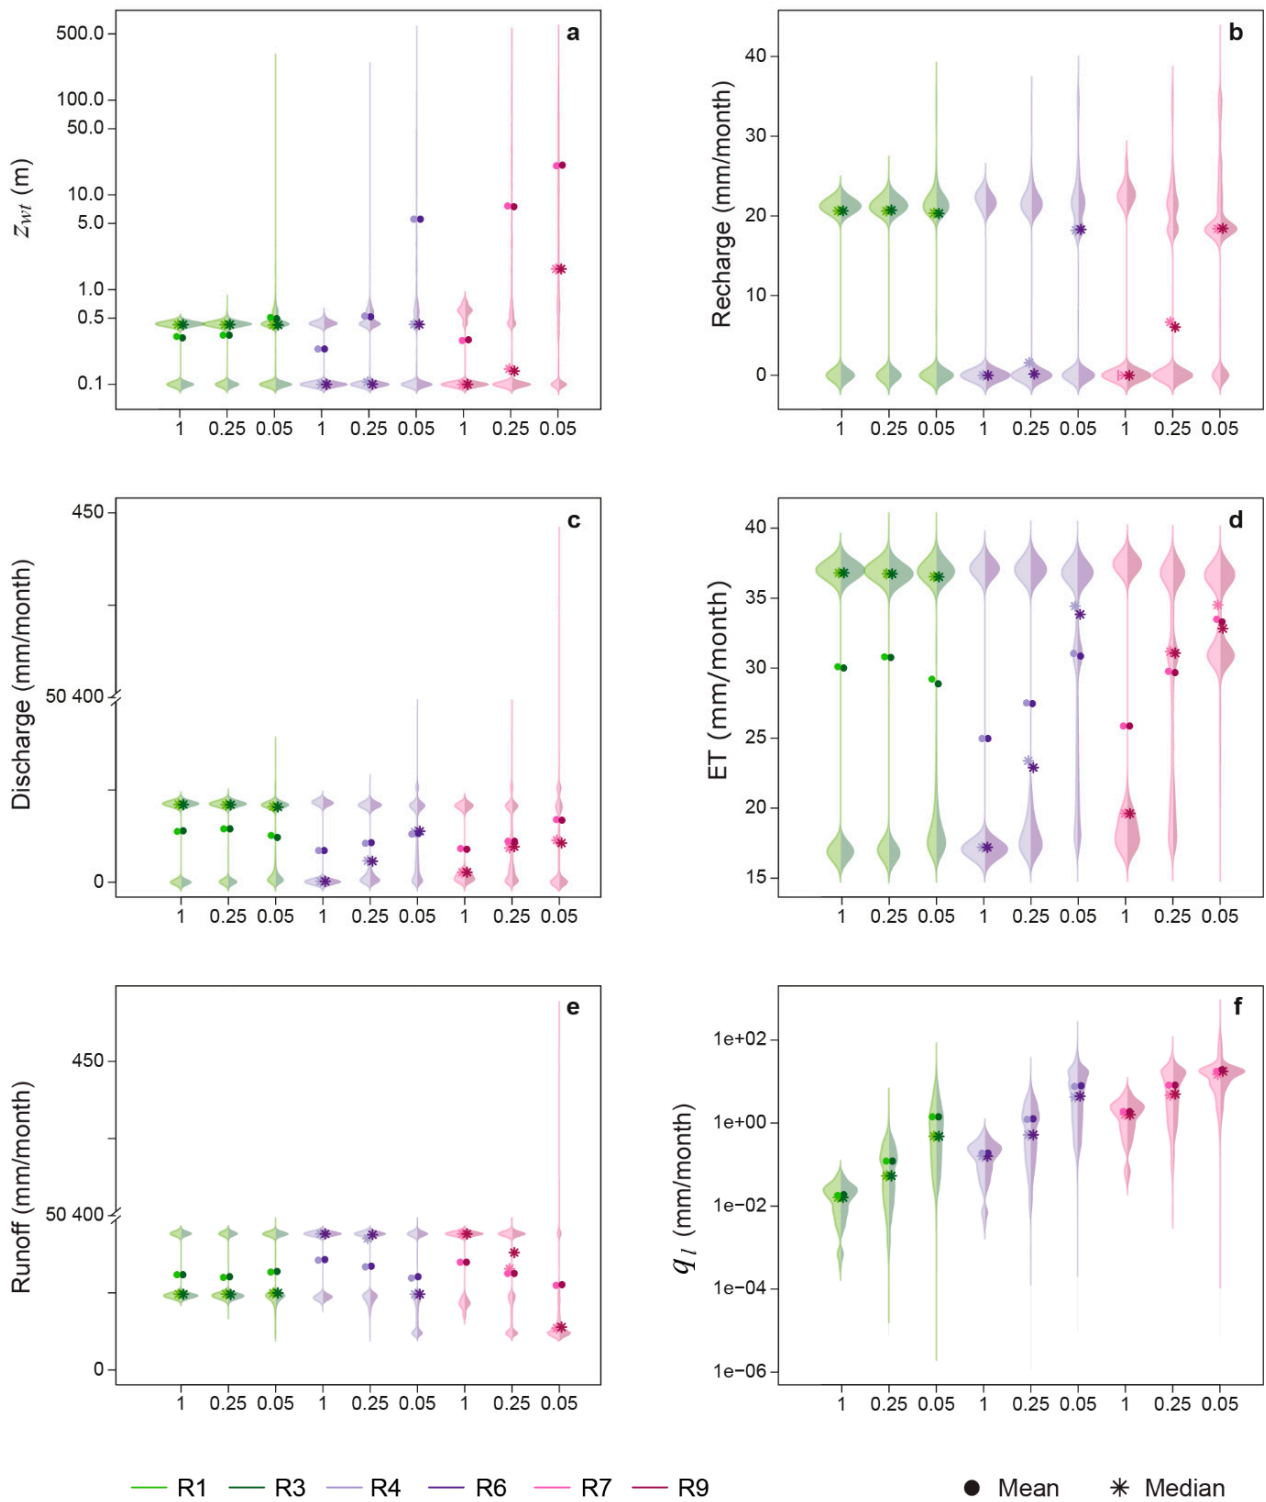 a
500.0
100.0
50.0
10.0
5.0
1.0
0.5
0.1
z_wt (m)
1 0.25 0.05 1 0.25 0.05 1 0.25 0.05
b
40
30
20
10
0
Recharge (mm/month)
1 0.25 0.05 1 0.25 0.05 1 0.25 0.05
c
450
50 400
0
Discharge (mm/month)
1 0.25 0.05 1 0.25 0.05 1 0.25 0.05
d
40
35
30
25
20
15
ET (mm/month)
1 0.25 0.05 1 0.25 0.05 1 0.25 0.05
e
450
50 400
0
Runoff (mm/month)
1 0.25 0.05 1 0.25 0.05 1 0.25 0.05
f
1e+02
1e+00
1e−02
1e−04
1e−06
q_l (mm/month)
1 0.25 0.05 1 0.25 0.05 1 0.25 0.05
R1 R3 R4 R6 R7 R9 Mean Median